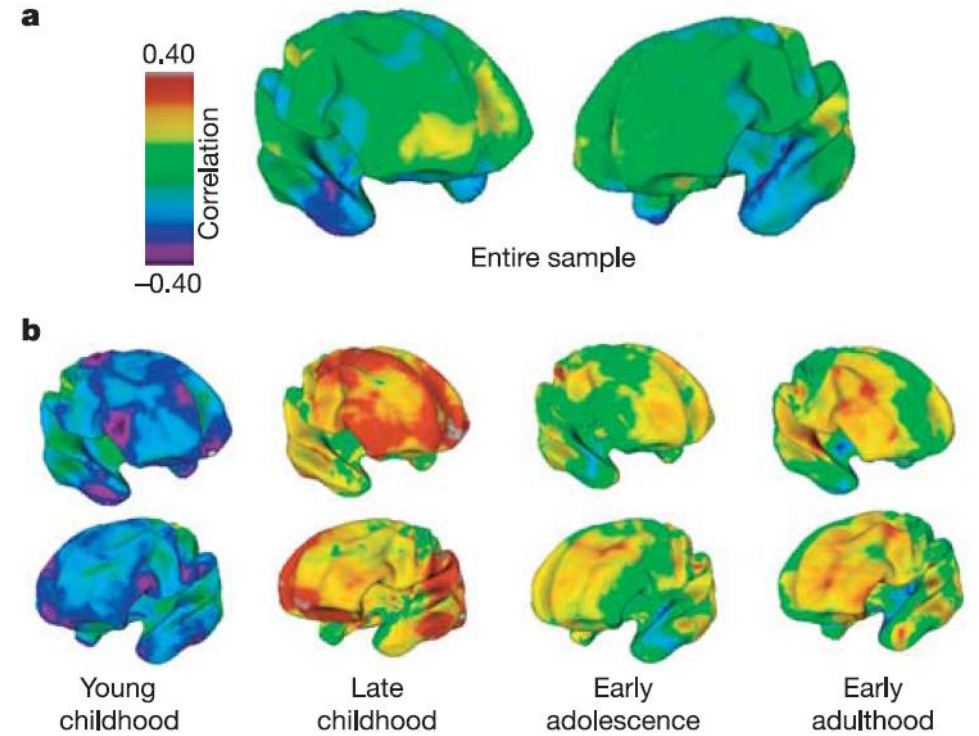 a
0.40
Correlation
–0.40
Entire sample
b
Young
childhood
Late
childhood
Early
adolescence
Early
adulthood